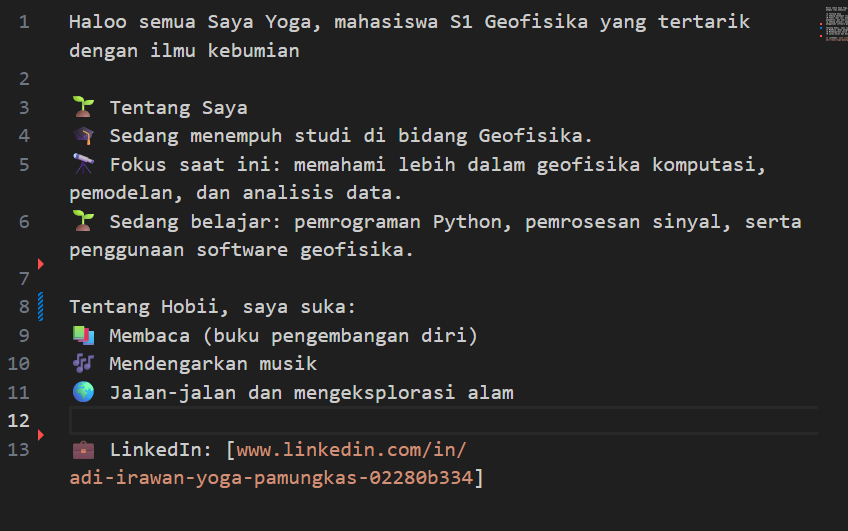 1 Haloo semua Saya Yoga, mahasiswa S1 Geofisika yang tertarik
dengan ilmu kebumian
2
3 🌱 Tentang Saya
4 🎓 Sedang menempuh studi di bidang Geofisika.
5 🔭 Fokus saat ini: memahami lebih dalam geofisika komputasi,
pemodelan, dan analisis data.
6 🌱 Sedang belajar: pemrograman Python, pemrosesan sinyal, serta
penggunaan software geofisika.
7
8 Tentang Hobii, saya suka:
9 📚 Membaca (buku pengembangan diri)
10 🎶 Mendengarkan musik
11 🌍 Jalan-jalan dan mengeksplorasi alam
12
13 💼 LinkedIn: [www.linkedin.com/in/
adi-irawan-yoga-pamungkas-02280b334]